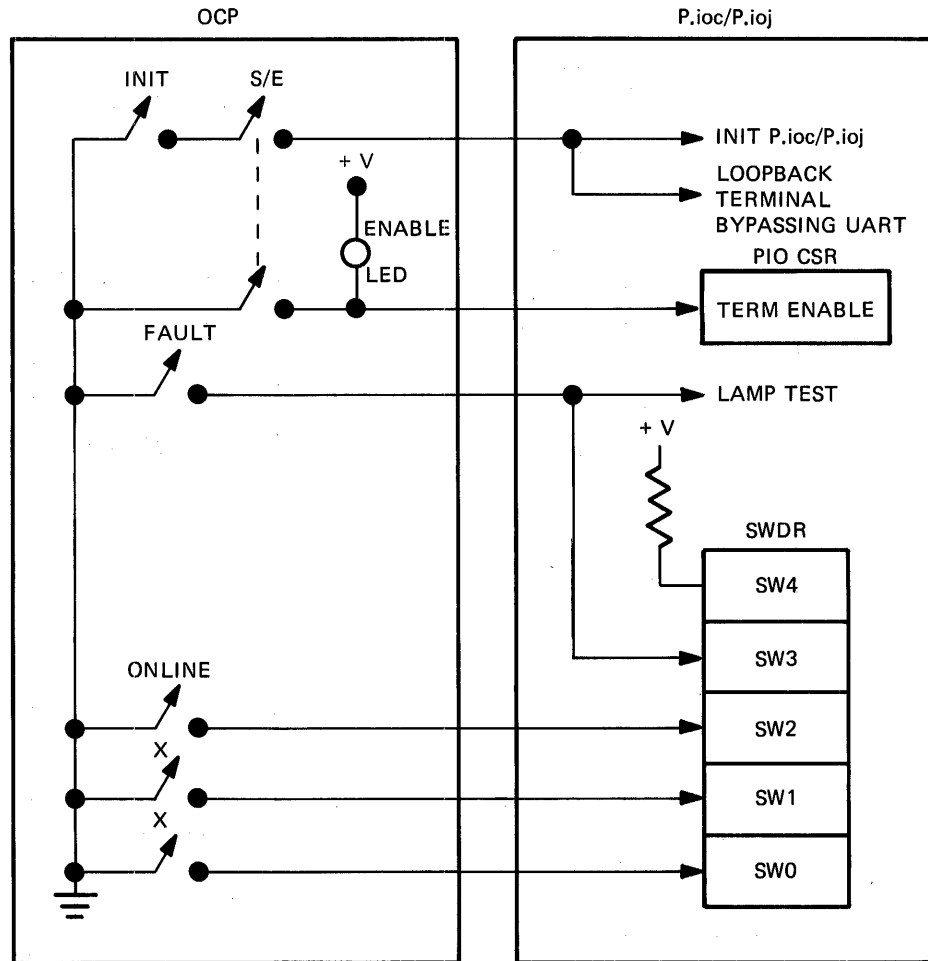 OCP
P.ioc/P.ioj
INIT
S/E
INIT P.ioc/P.ioj
+ V
LOOPBACK
TERMINAL
BYPASSING UART
ENABLE
LED
PIO CSR
TERM ENABLE
FAULT
LAMP TEST
+ V
SWDR
SW4
SW3
ONLINE
SW2
X
SW1
X
SW0